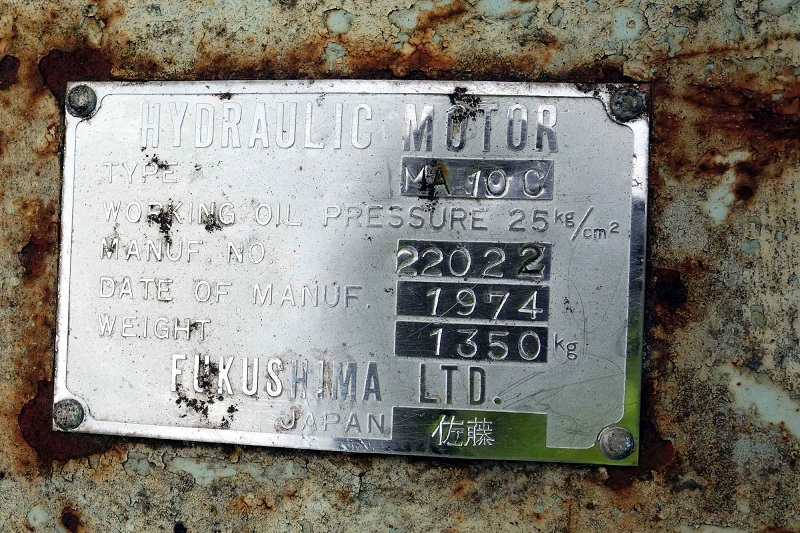 HYDRAULIC MOTOR
TYPE MA 10C
WORKING OIL PRESSURE 25 kg/cm²
MANUF. NO 22022
DATE OF MANUF. 1974
WEIGHT 1350 kg
FUKUSHIMA LTD.
JAPAN 佐藤